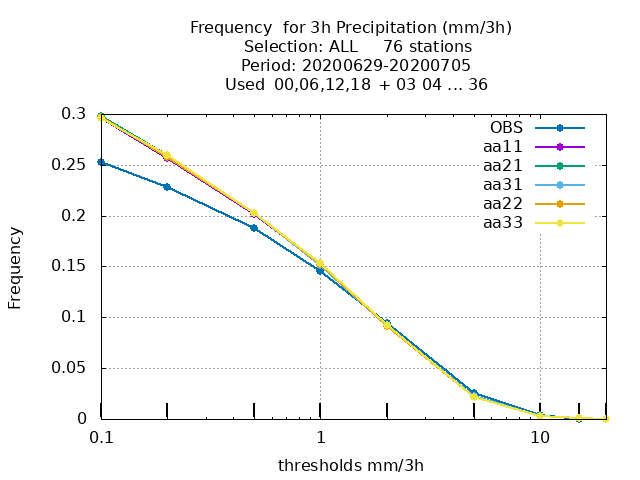 Frequency  for 3h Precipitation (mm/3h)
Selection: ALL     76 stations
Period: 20200629-20200705
Used  00,06,12,18  + 03 04 ... 36
OBS
aa11
aa21
aa31
aa22
aa33
0.3
0.25
0.2
0.15
0.1
0.05
0
Frequency
0.1
1
10
thresholds mm/3h